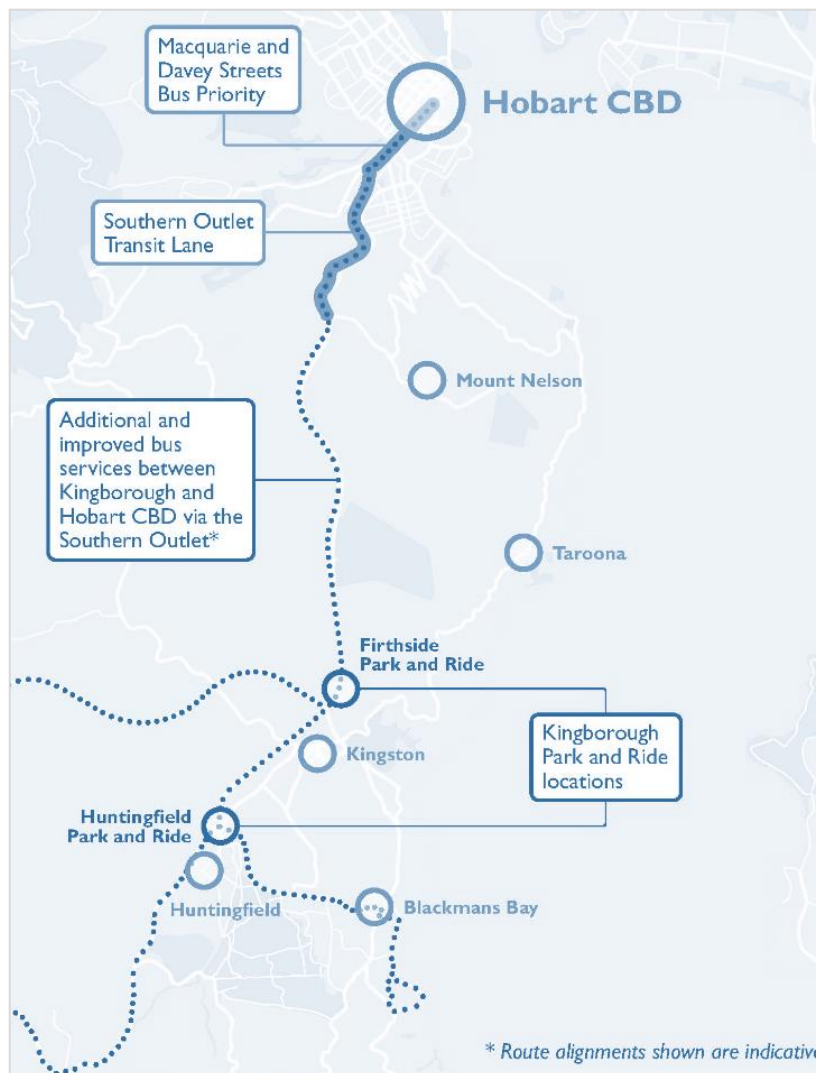 Macquarie and
Davey Streets
Bus Priority
Hobart CBD
Southern Outlet
Transit Lane
Mount Nelson
Additional and
improved bus
services between
Kingborough and
Hobart CBD via the
Southern Outlet*
Taroona
Firthside
Park and Ride
Kingston
Kingborough
Park and Ride
locations
Huntingfield
Park and Ride
Huntingfield
Blackmans Bay
* Route alignments shown are indicative